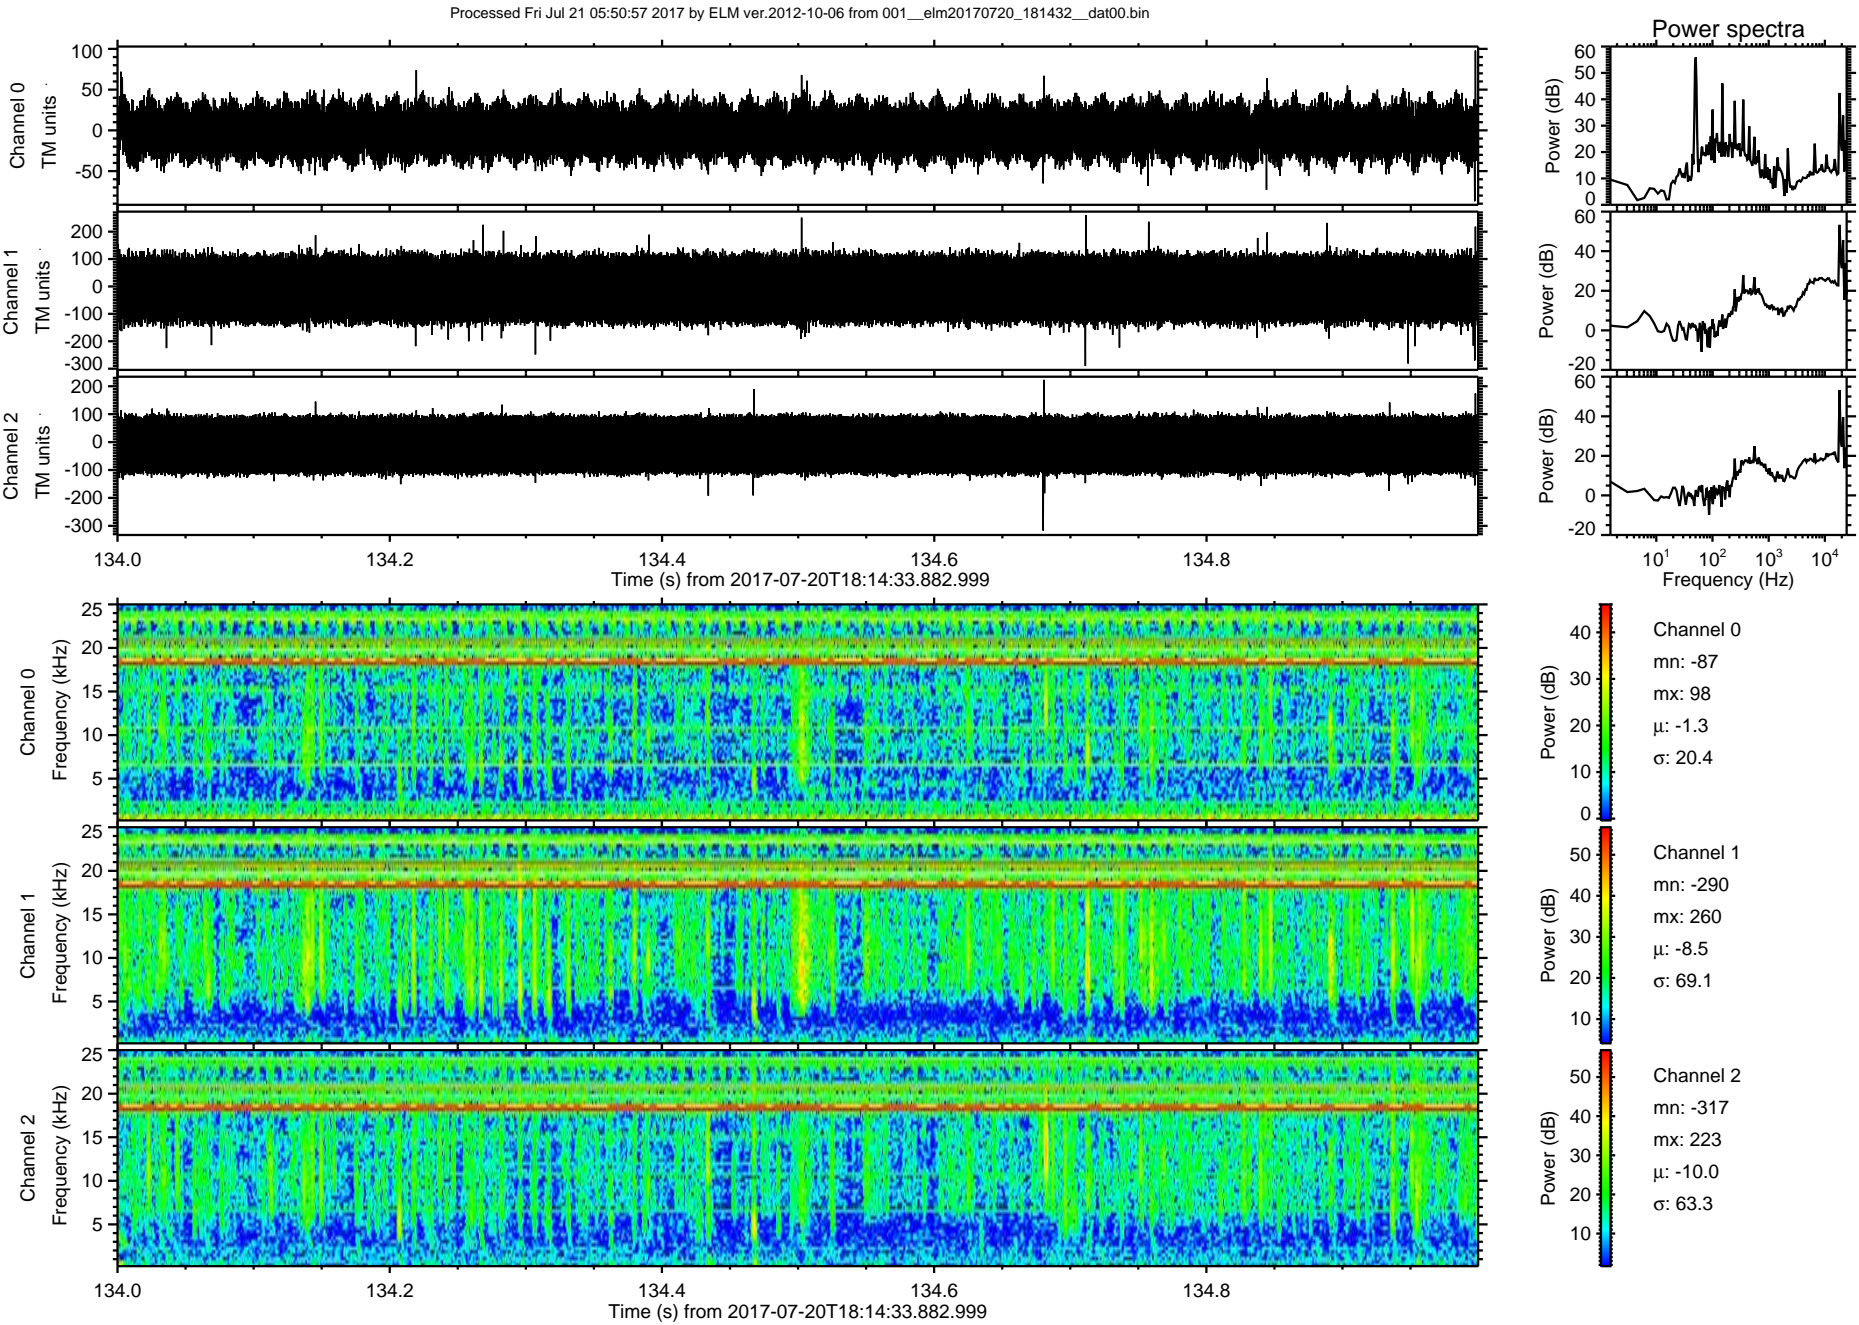 Processed Fri Jul 21 05:50:57 2017 by ELM ver.2012-10-06 from 001__elm20170720_181432__dat00.bin
Power spectra
Channel 0
TM units
100
50
0
-50
Power (dB)
60
50
40
30
20
10
0
Channel 1
TM units
200
100
0
-100
-200
-300
Power (dB)
60
40
20
0
-20
Channel 2
TM units
200
100
0
-100
-200
-300
Power (dB)
60
40
20
0
-20
134.0 134.2 134.4 134.6 134.8
Time (s) from 2017-07-20T18:14:33.882.999
10¹ 10² 10³ 10⁴
Frequency (Hz)
Channel 0
Frequency (kHz)
25
20
15
10
5
Power (dB)
40
30
20
10
0
Channel 0
mn: -87
mx: 98
μ: -1.3
σ: 20.4
Channel 1
Frequency (kHz)
25
20
15
10
5
Power (dB)
50
40
30
20
10
Channel 1
mn: -290
mx: 260
μ: -8.5
σ: 69.1
Channel 2
Frequency (kHz)
25
20
15
10
5
Power (dB)
50
40
30
20
10
Channel 2
mn: -317
mx: 223
μ: -10.0
σ: 63.3
134.0 134.2 134.4 134.6 134.8
Time (s) from 2017-07-20T18:14:33.882.999